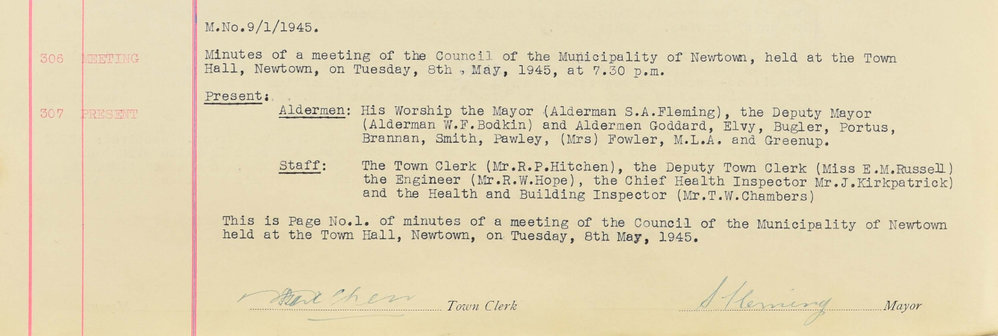 M.No.9/1/1945.
306 MEETING Minutes of a meeting of the Council of the Municipality of Newtown, held at the Town
Hall, Newtown, on Tuesday, 8th, May, 1945, at 7.30 p.m.
Present:
307 PRESENT Aldermen: His Worship the Mayor (Alderman S.A.Fleming), the Deputy Mayor
(Alderman W.F.Bodkin) and Aldermen Goddard, Elvy, Bugler, Portus,
Brannan, Smith, Pawley, (Mrs) Fowler, M.L.A. and Greenup.
Staff: The Town Clerk (Mr.R.P.Hitchen), the Deputy Town Clerk (Miss E.M.Russell)
the Engineer (Mr.R.W.Hope), the Chief Health Inspector Mr.J.Kirkpatrick)
and the Health and Building Inspector (Mr.T.W.Chambers)
This is Page No.1. of minutes of a meeting of the Council of the Municipality of Newtown
held at the Town Hall, Newtown, on Tuesday, 8th May, 1945.
Town Clerk S Fleming Mayor